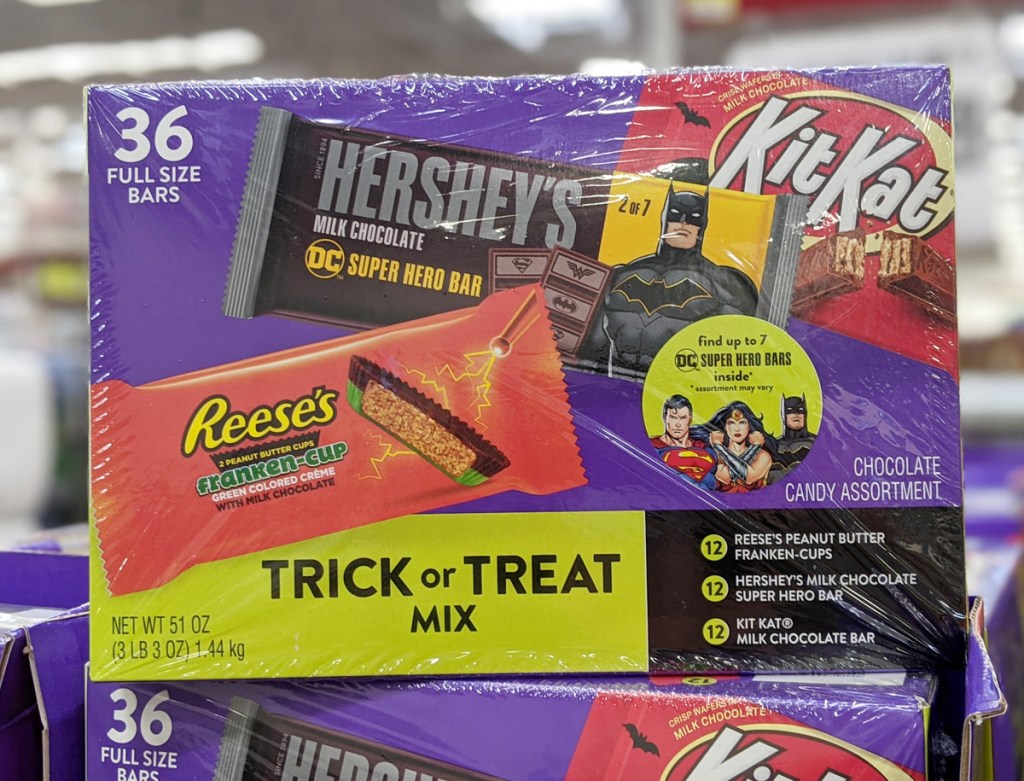 36
FULL SIZE
BARS
SINCE 1894
HERSHEY'S
MILK CHOCOLATE
DC SUPER HERO BAR
2 OF 7
CRISP WAFERS IN
MILK CHOCOLATE
KitKat
find up to 7
DC SUPER HERO BARS
inside*
*assortment may vary
Reese's
2 PEANUT BUTTER CUPS
franken-cup
GREEN COLORED CRÈME
WITH MILK CHOCOLATE
CHOCOLATE
CANDY ASSORTMENT
TRICK or TREAT
MIX
NET WT 51 OZ
(3 LB 3 OZ) 1.44 kg
12 REESE'S PEANUT BUTTER
FRANKEN-CUPS
12 HERSHEY'S MILK CHOCOLATE
SUPER HERO BAR
12 KIT KAT®
MILK CHOCOLATE BAR
36
FULL SIZE
BARS
HERSH
CRISP WAFERS IN
MILK CHOCOLATE
Kit